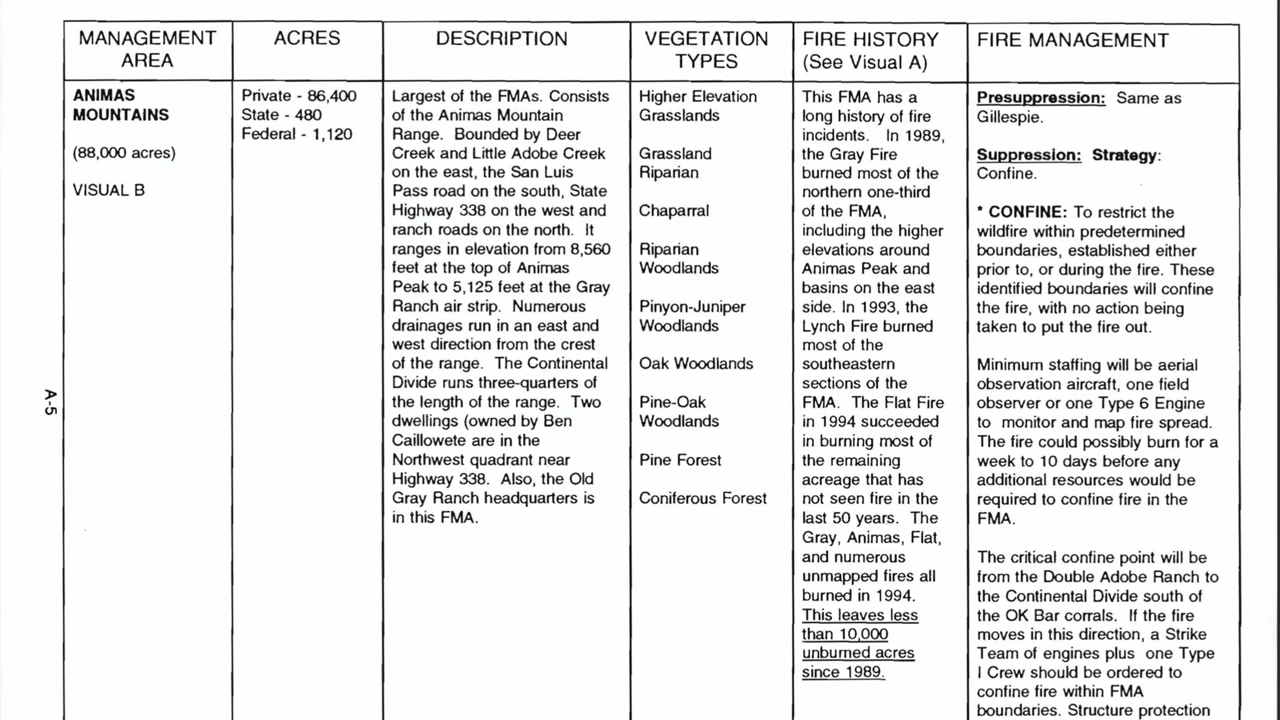 MANAGEMENT
AREA
ACRES
DESCRIPTION
VEGETATION
TYPES
FIRE HISTORY
(See Visual A)
FIRE MANAGEMENT
ANIMAS
MOUNTAINS
(88,000 acres)
VISUAL B
Private - 86,400
State - 480
Federal - 1,120
Largest of the FMAs. Consists
of the Animas Mountain
Range. Bounded by Deer
Creek and Little Adobe Creek
on the east, the San Luis
Pass road on the south, State
Highway 338 on the west and
ranch roads on the north. It
ranges in elevation from 8,560
feet at the top of Animas
Peak to 5,125 feet at the Gray
Ranch air strip. Numerous
drainages run in an east and
west direction from the crest
of the range. The Continental
Divide runs three-quarters of
the length of the range. Two
dwellings (owned by Ben
Caillowete are in the
Northwest quadrant near
Highway 338. Also, the Old
Gray Ranch headquarters is
in this FMA.
Higher Elevation
Grasslands
Grassland
Riparian
Chaparral
Riparian
Woodlands
Pinyon-Juniper
Woodlands
Oak Woodlands
Pine-Oak
Woodlands
Pine Forest
Coniferous Forest
This FMA has a
long history of fire
incidents. In 1989,
the Gray Fire
burned most of the
northern one-third
of the FMA,
including the higher
elevations around
Animas Peak and
basins on the east
side. In 1993, the
Lynch Fire burned
most of the
southeastern
sections of the
FMA. The Flat Fire
in 1994 succeeded
in burning most of
the remaining
acreage that has
not seen fire in the
last 50 years. The
Gray, Animas, Flat,
and numerous
unmapped fires all
burned in 1994.
This leaves less
than 10,000
unburned acres
since 1989.
Presuppression: Same as
Gillespie.
Suppression: Strategy:
Confine.
* CONFINE: To restrict the
wildfire within predetermined
boundaries, established either
prior to, or during the fire. These
identified boundaries will confine
the fire, with no action being
taken to put the fire out.
Minimum staffing will be aerial
observation aircraft, one field
observer or one Type 6 Engine
to monitor and map fire spread.
The fire could possibly burn for a
week to 10 days before any
additional resources would be
required to confine fire in the
FMA.
The critical confine point will be
from the Double Adobe Ranch to
the Continental Divide south of
the OK Bar corrals. If the fire
moves in this direction, a Strike
Team of engines plus one Type
I Crew should be ordered to
confine fire within FMA
boundaries. Structure protection
A-5